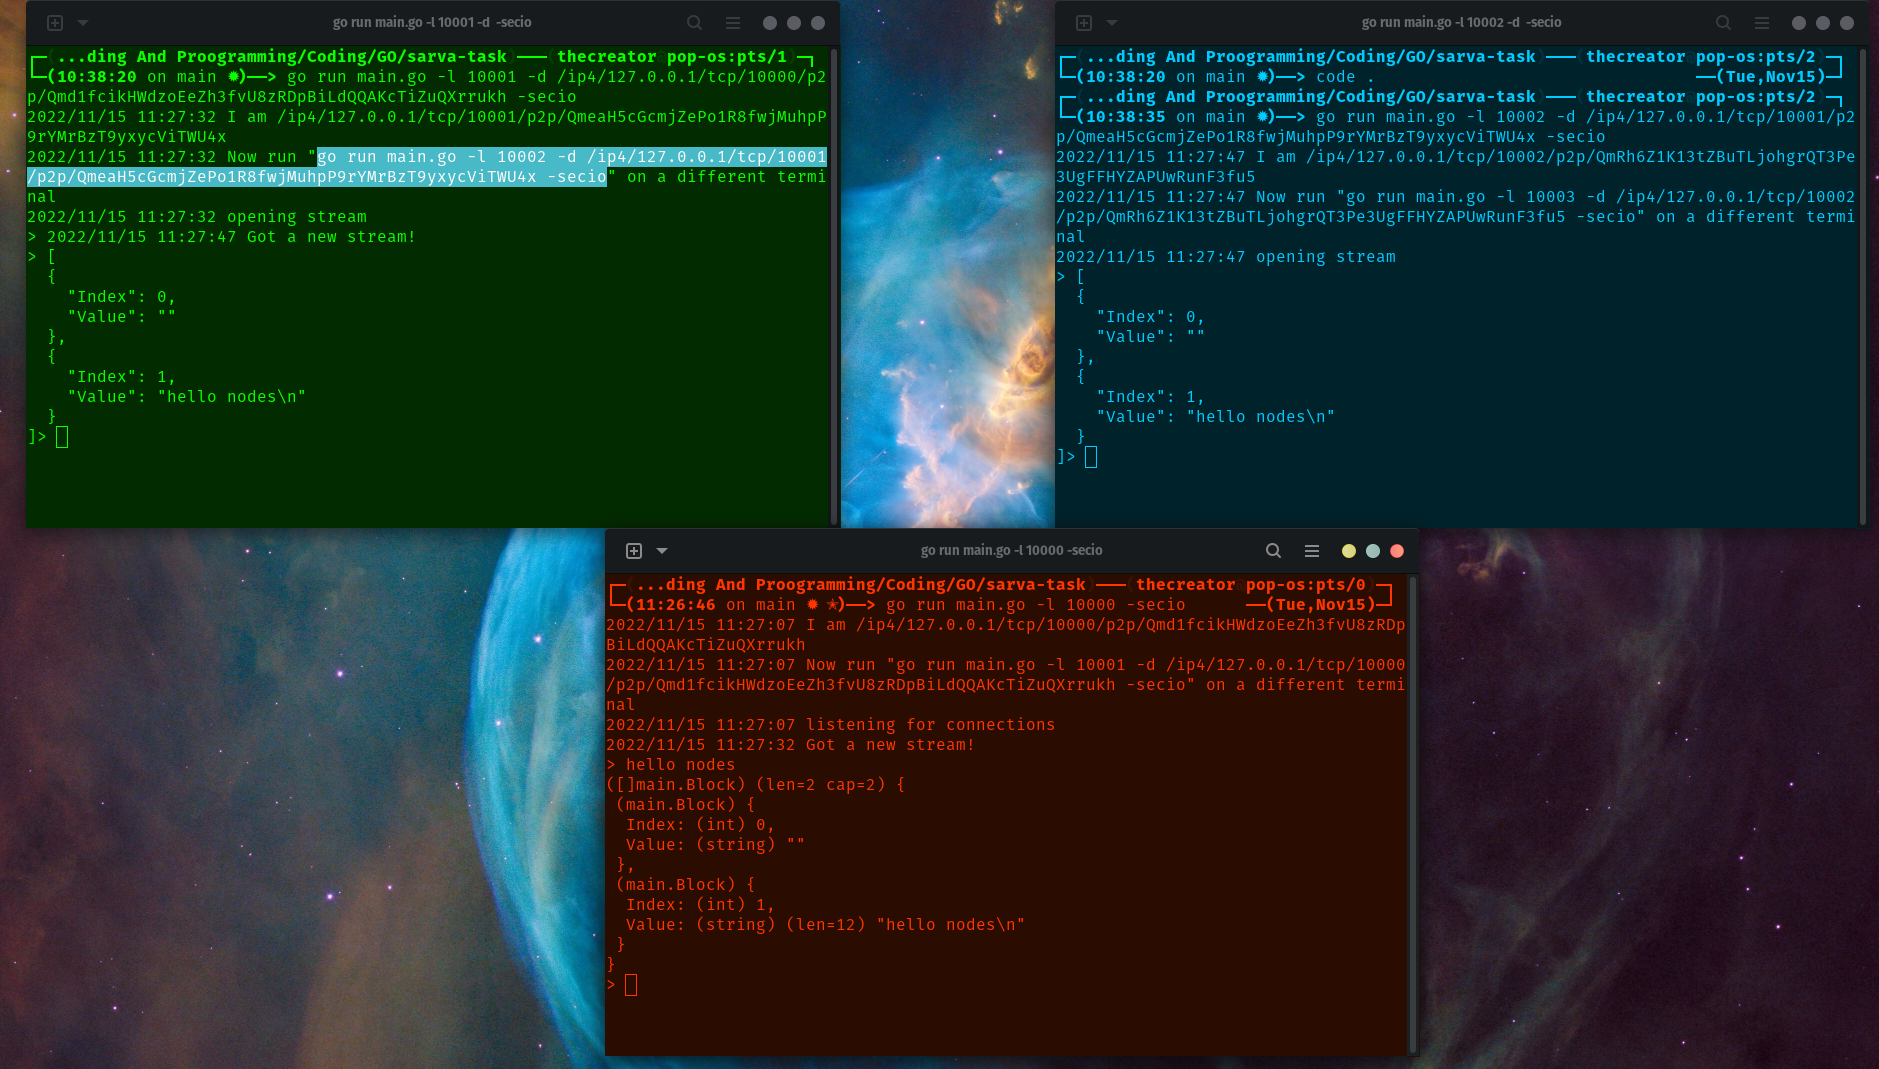 go run main.go -l 10001 -d  -secio
(...ding And Proogramming/Coding/GO/sarva-task)───(thecreator@pop-os:pts/1)─┐
└─(10:38:20 on main ✹)──> go run main.go -l 10001 -d /ip4/127.0.0.1/tcp/10000/p2
p/Qmd1fcikHWdzoEeZh3fvU8zRDpBiLdQQAKcTiZuQXrrukh -secio
2022/11/15 11:27:32 I am /ip4/127.0.0.1/tcp/10001/p2p/QmeaH5cGcmjZePo1R8fwjMuhpP
9rYMrBzT9yxycViTWU4x
2022/11/15 11:27:32 Now run "go run main.go -l 10002 -d /ip4/127.0.0.1/tcp/10001
/p2p/QmeaH5cGcmjZePo1R8fwjMuhpP9rYMrBzT9yxycViTWU4x -secio" on a different termi
nal
2022/11/15 11:27:32 opening stream
> 2022/11/15 11:27:47 Got a new stream!
> [
  {
    "Index": 0,
    "Value": ""
  },
  {
    "Index": 1,
    "Value": "hello nodes\n"
  }
]>
go run main.go -l 10002 -d  -secio
(...ding And Proogramming/Coding/GO/sarva-task)───(thecreator@pop-os:pts/2)─┐
└─(10:38:20 on main ✹)──> code .                                ──(Tue,Nov15)─┘
(...ding And Proogramming/Coding/GO/sarva-task)───(thecreator@pop-os:pts/2)─┐
└─(10:38:35 on main ✹)──> go run main.go -l 10002 -d /ip4/127.0.0.1/tcp/10001/p2
p/QmeaH5cGcmjZePo1R8fwjMuhpP9rYMrBzT9yxycViTWU4x -secio
2022/11/15 11:27:47 I am /ip4/127.0.0.1/tcp/10002/p2p/QmRh6Z1K13tZBuTLjohgrQT3Pe
3UgFFHYZAPUwRunF3fu5
2022/11/15 11:27:47 Now run "go run main.go -l 10003 -d /ip4/127.0.0.1/tcp/10002
/p2p/QmRh6Z1K13tZBuTLjohgrQT3Pe3UgFFHYZAPUwRunF3fu5 -secio" on a different termi
nal
2022/11/15 11:27:47 opening stream
> [
  {
    "Index": 0,
    "Value": ""
  },
  {
    "Index": 1,
    "Value": "hello nodes\n"
  }
]>
go run main.go -l 10000 -secio
(...ding And Proogramming/Coding/GO/sarva-task)───(thecreator@pop-os:pts/0)─┐
└─(11:26:46 on main ✹ ✭)──> go run main.go -l 10000 -secio      ──(Tue,Nov15)─┘
2022/11/15 11:27:07 I am /ip4/127.0.0.1/tcp/10000/p2p/Qmd1fcikHWdzoEeZh3fvU8zRDp
BiLdQQAKcTiZuQXrrukh
2022/11/15 11:27:07 Now run "go run main.go -l 10001 -d /ip4/127.0.0.1/tcp/10000
/p2p/Qmd1fcikHWdzoEeZh3fvU8zRDpBiLdQQAKcTiZuQXrrukh -secio" on a different termi
nal
2022/11/15 11:27:07 listening for connections
2022/11/15 11:27:32 Got a new stream!
> hello nodes
([]main.Block) (len=2 cap=2) {
 (main.Block) {
  Index: (int) 0,
  Value: (string) ""
 },
 (main.Block) {
  Index: (int) 1,
  Value: (string) (len=12) "hello nodes\n"
 }
}
>